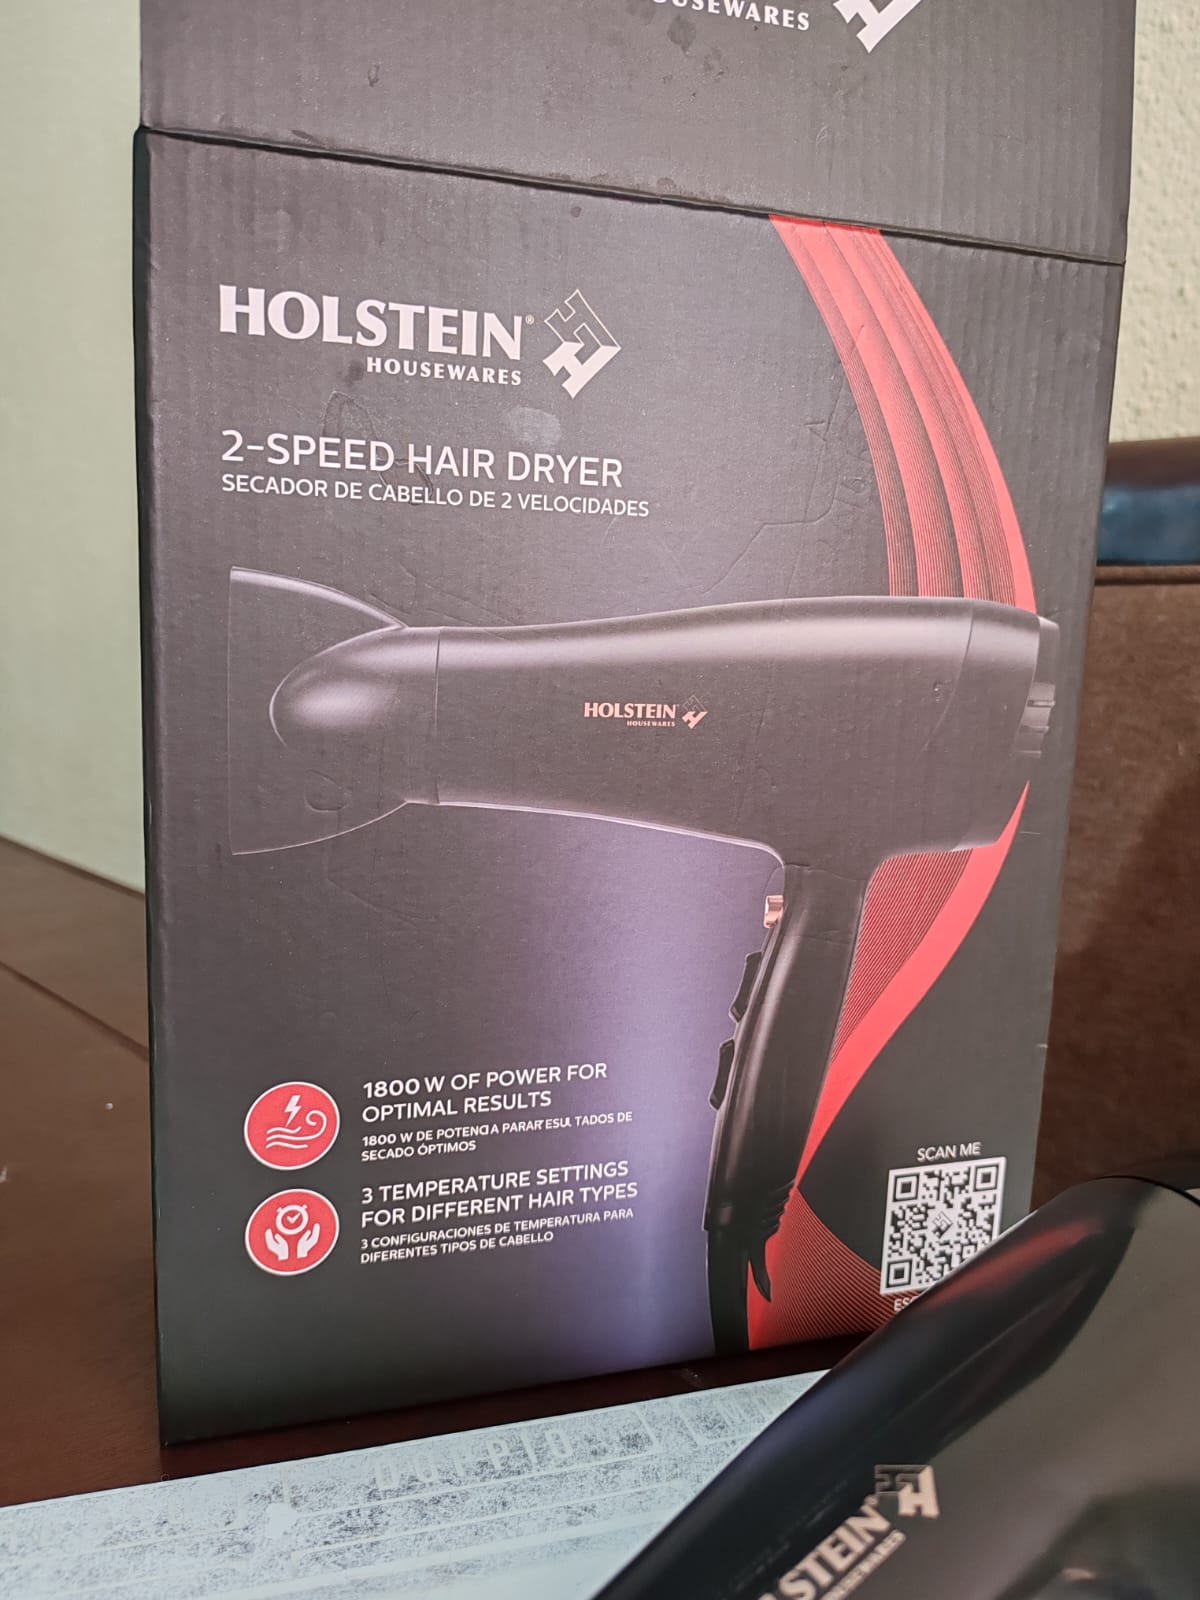 HOUSEWARES
HOLSTEIN®
HOUSEWARES
2-SPEED HAIR DRYER
SECADOR DE CABELLO DE 2 VELOCIDADES
HOLSTEIN
HOUSEWARES
1800 W OF POWER FOR
OPTIMAL RESULTS
1800 W DE POTENCIA PARA RESULTADOS DE
SECADO ÓPTIMOS
3 TEMPERATURE SETTINGS
FOR DIFFERENT HAIR TYPES
3 CONFIGURACIONES DE TEMPERATURA PARA
DIFERENTES TIPOS DE CABELLO
SCAN ME
DOPPIO